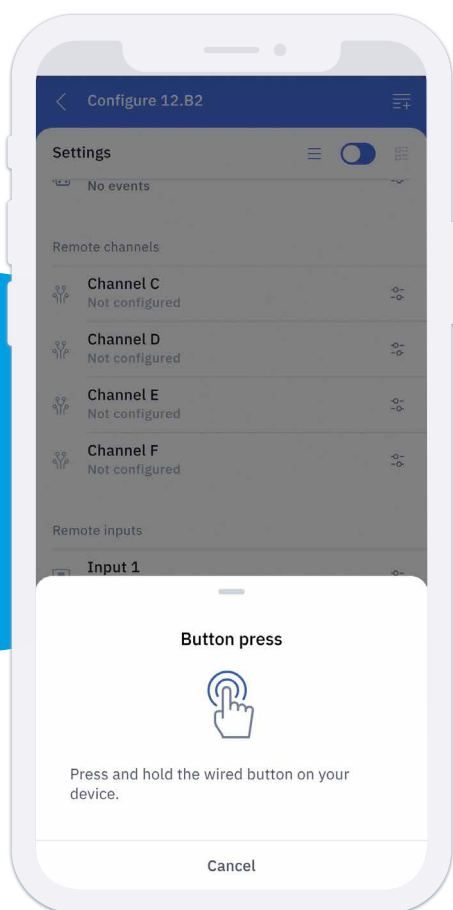 Configure 12.B2
Settings
No events
Remote channels
Channel C
Not configured
Channel D
Not configured
Channel E
Not configured
Channel F
Not configured
Remote inputs
Input 1
Button press
Press and hold the wired button on your
device.
Cancel